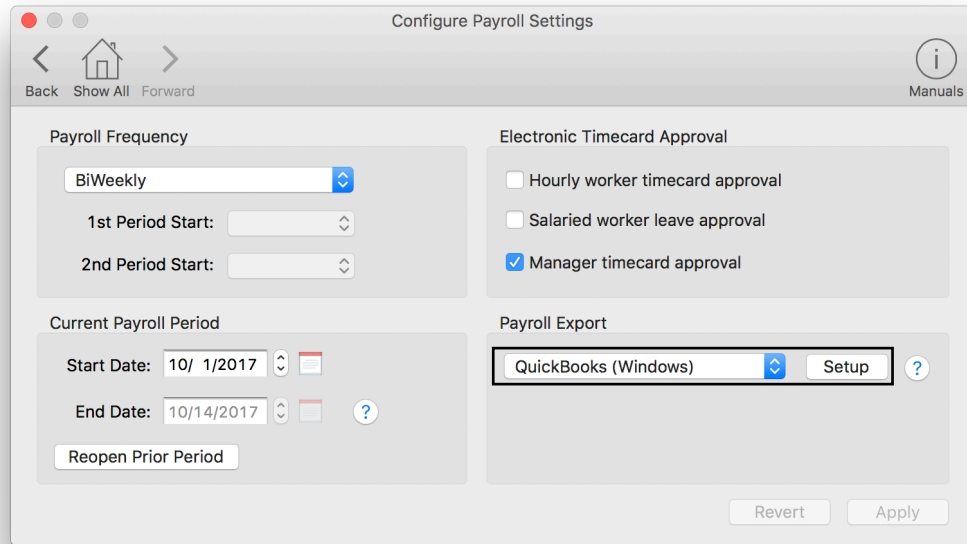 Configure Payroll Settings
Back Show All Forward Manuals
Payroll Frequency
BiWeekly
1st Period Start:
2nd Period Start:
Electronic Timecard Approval
Hourly worker timecard approval
Salaried worker leave approval
Manager timecard approval
Current Payroll Period
Start Date: 10/ 1/2017
End Date: 10/14/2017 ?
Reopen Prior Period
Payroll Export
QuickBooks (Windows) Setup ?
Revert Apply